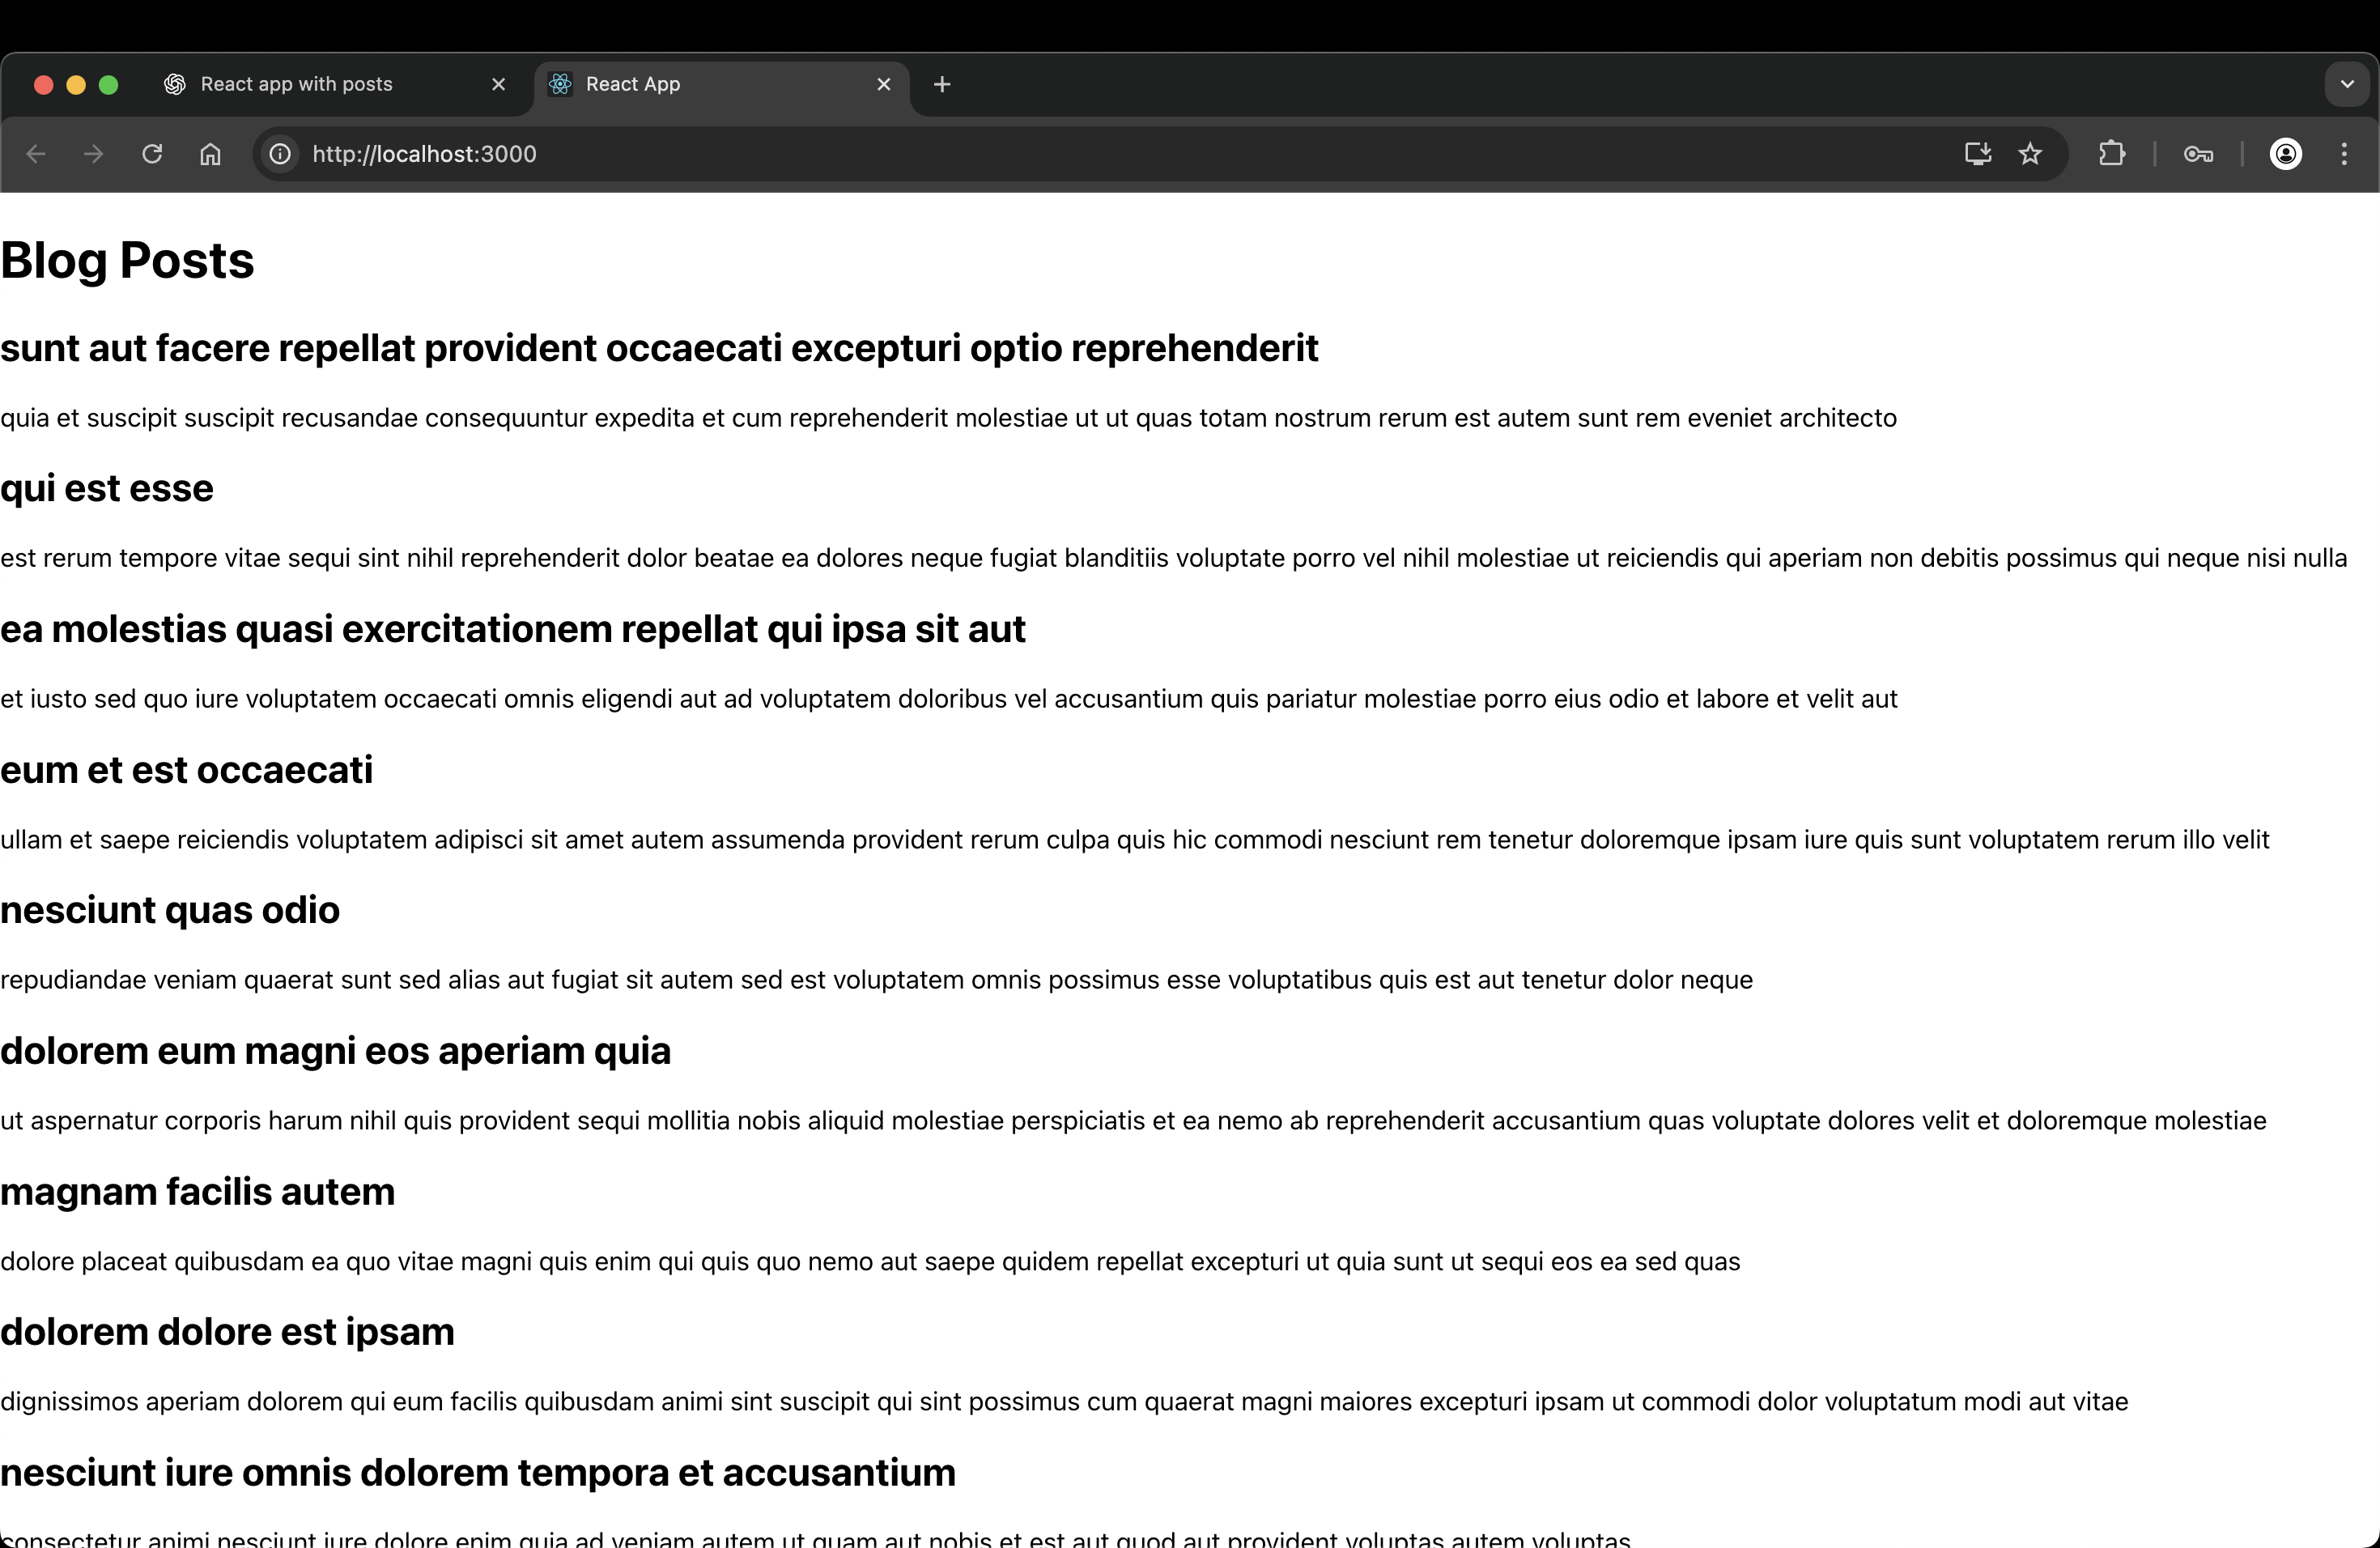 React app with posts
React App
http://localhost:3000
Blog Posts
sunt aut facere repellat provident occaecati excepturi optio reprehenderit
quia et suscipit suscipit recusandae consequuntur expedita et cum reprehenderit molestiae ut ut quas totam nostrum rerum est autem sunt rem eveniet architecto
qui est esse
est rerum tempore vitae sequi sint nihil reprehenderit dolor beatae ea dolores neque fugiat blanditiis voluptate porro vel nihil molestiae ut reiciendis qui aperiam non debitis possimus qui neque nisi nulla
ea molestias quasi exercitationem repellat qui ipsa sit aut
et iusto sed quo iure voluptatem occaecati omnis eligendi aut ad voluptatem doloribus vel accusantium quis pariatur molestiae porro eius odio et labore et velit aut
eum et est occaecati
ullam et saepe reiciendis voluptatem adipisci sit amet autem assumenda provident rerum culpa quis hic commodi nesciunt rem tenetur doloremque ipsam iure quis sunt voluptatem rerum illo velit
nesciunt quas odio
repudiandae veniam quaerat sunt sed alias aut fugiat sit autem sed est voluptatem omnis possimus esse voluptatibus quis est aut tenetur dolor neque
dolorem eum magni eos aperiam quia
ut aspernatur corporis harum nihil quis provident sequi mollitia nobis aliquid molestiae perspiciatis et ea nemo ab reprehenderit accusantium quas voluptate dolores velit et doloremque molestiae
magnam facilis autem
dolore placeat quibusdam ea quo vitae magni quis enim qui quis quo nemo aut saepe quidem repellat excepturi ut quia sunt ut sequi eos ea sed quas
dolorem dolore est ipsam
dignissimos aperiam dolorem qui eum facilis quibusdam animi sint suscipit qui sint possimus cum quaerat magni maiores excepturi ipsam ut commodi dolor voluptatum modi aut vitae
nesciunt iure omnis dolorem tempora et accusantium
consectetur animi nesciunt iure dolore enim quia ad veniam autem ut quam aut nobis et est aut quod aut provident voluptas autem voluptas